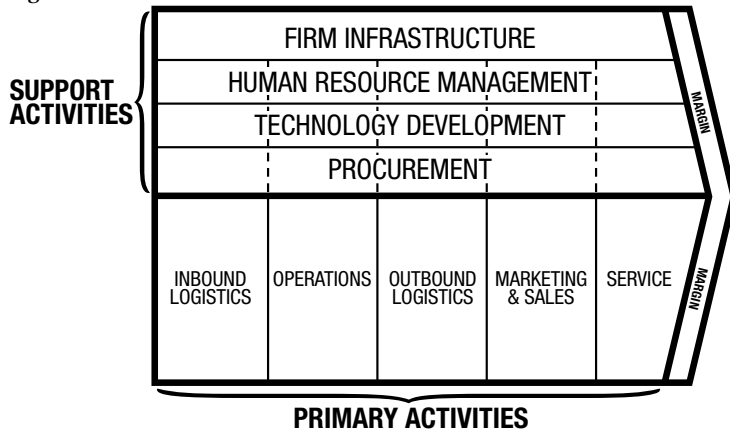 FIRM INFRASTRUCTURE
HUMAN RESOURCE MANAGEMENT
SUPPORT
ACTIVITIES
TECHNOLOGY DEVELOPMENT
PROCUREMENT
MARGIN
INBOUND
LOGISTICS
OPERATIONS
OUTBOUND
LOGISTICS
MARKETING
& SALES
SERVICE
MARGIN
PRIMARY ACTIVITIES